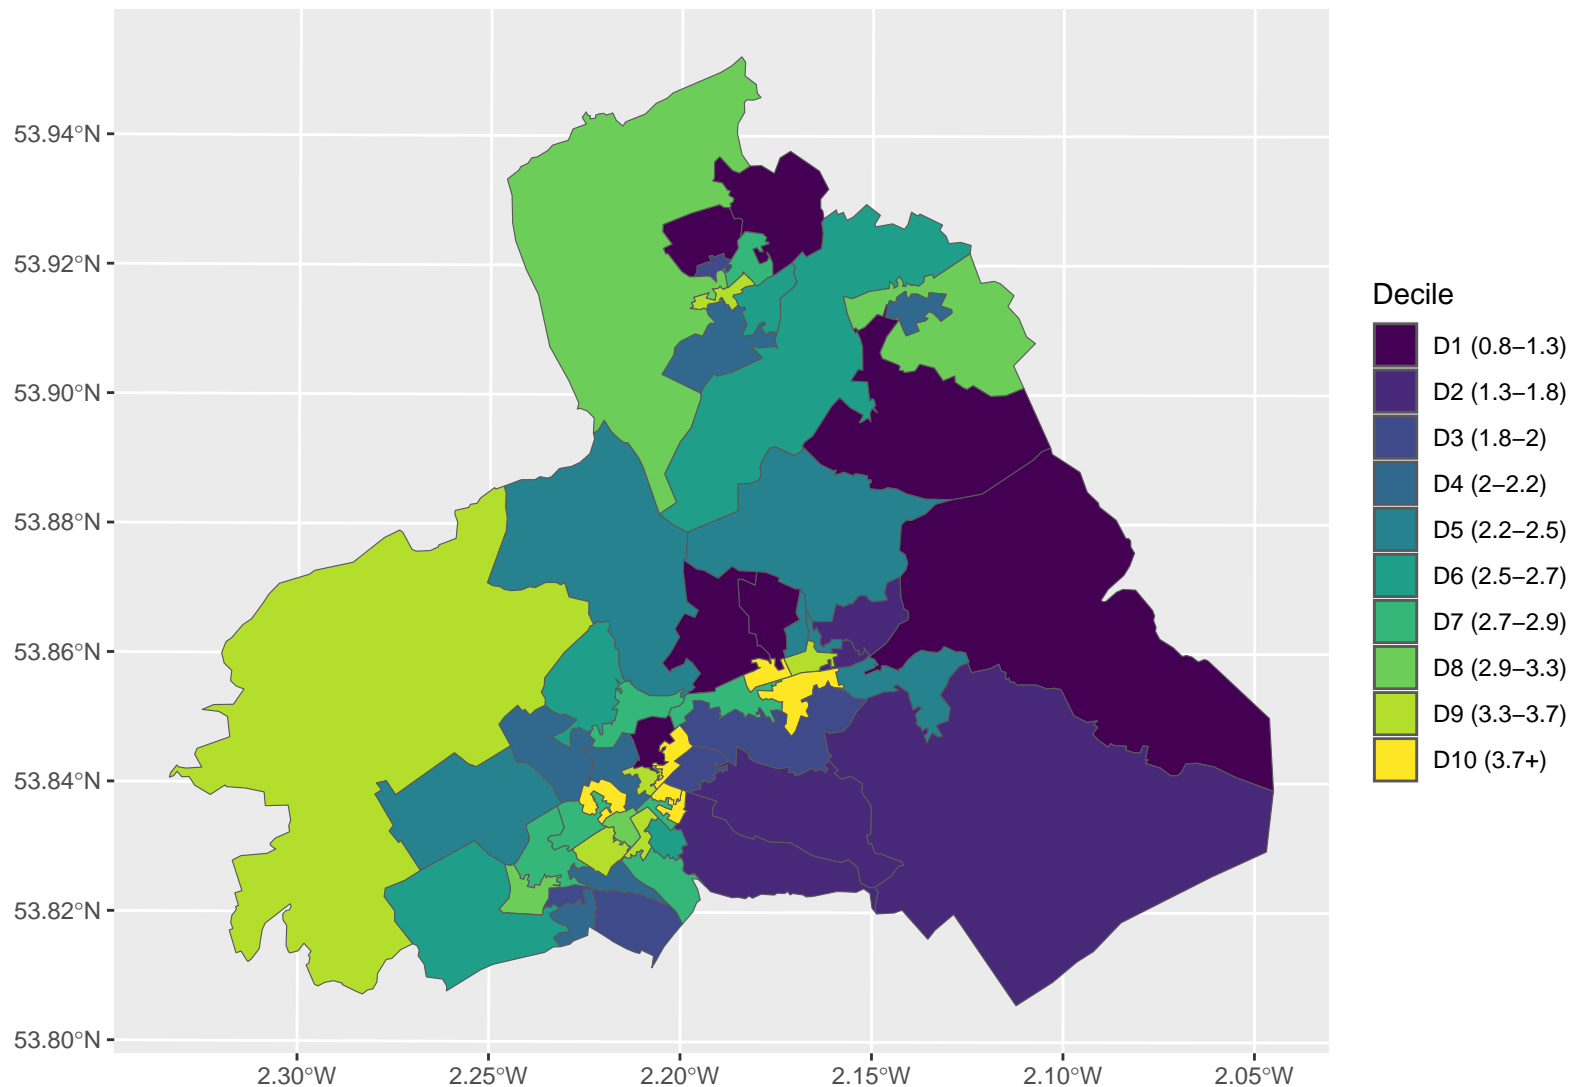 53.94°N
53.92°N
53.90°N
53.88°N
53.86°N
53.84°N
53.82°N
53.80°N
2.30°W 2.25°W 2.20°W 2.15°W 2.10°W 2.05°W
Decile
D1 (0.8–1.3)
D2 (1.3–1.8)
D3 (1.8–2)
D4 (2–2.2)
D5 (2.2–2.5)
D6 (2.5–2.7)
D7 (2.7–2.9)
D8 (2.9–3.3)
D9 (3.3–3.7)
D10 (3.7+)